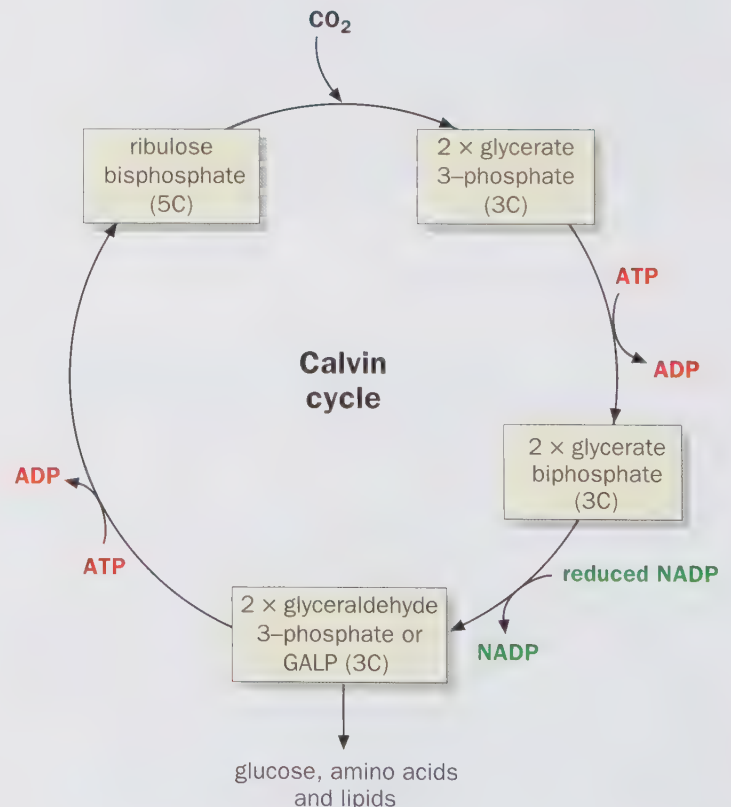 CO₂
ribulose
bisphosphate
(5C)
2 × glycerate
3–phosphate
(3C)
ATP
ADP
Calvin
cycle
2 × glycerate
biphosphate
(3C)
ADP
ATP
reduced NADP
NADP
2 × glyceraldehyde
3–phosphate or
GALP (3C)
glucose, amino acids
and lipids